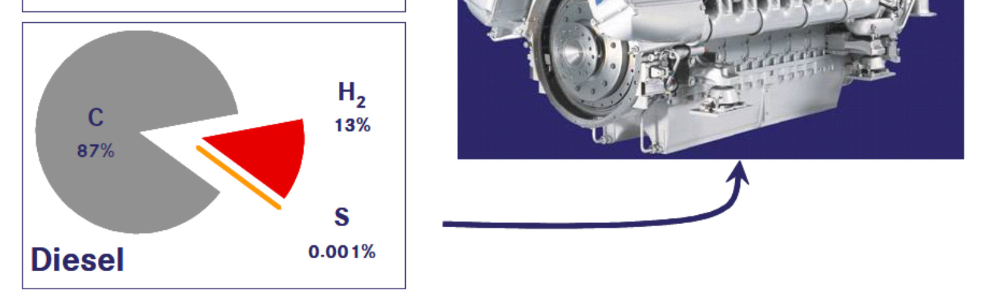 C
87%
H₂
13%
S
0.001%
Diesel